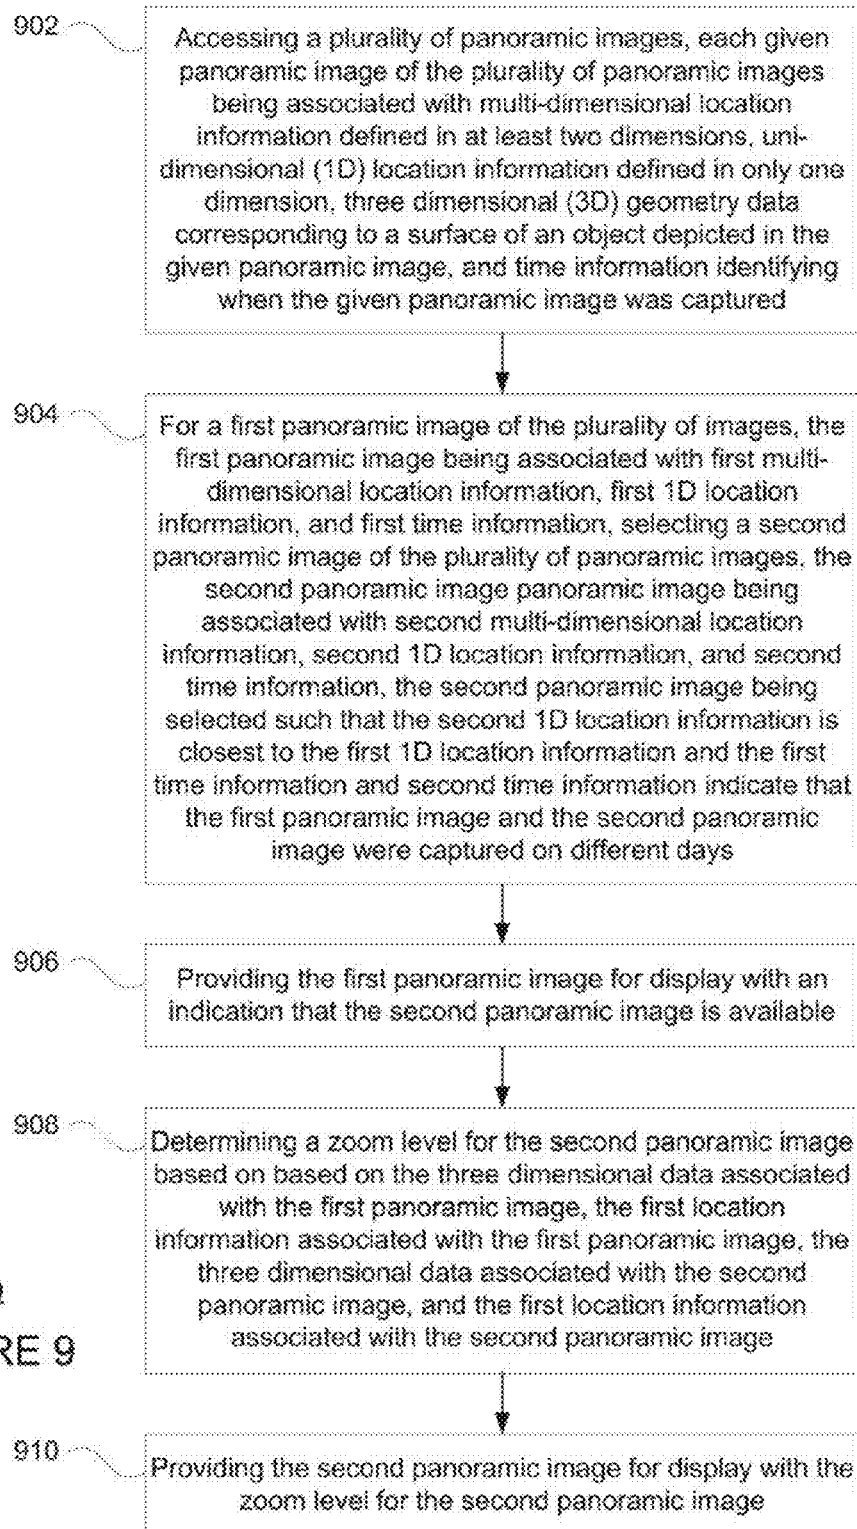 902
Accessing a plurality of panoramic images, each given
panoramic image of the plurality of panoramic images
being associated with multi-dimensional location
information defined in at least two dimensions, uni-
dimensional (1D) location information defined in only one
dimension, three dimensional (3D) geometry data
corresponding to a surface of an object depicted in the
given panoramic image, and time information identifying
when the given panoramic image was captured
904
For a first panoramic image of the plurality of images, the
first panoramic image being associated with first multi-
dimensional location information, first 1D location
information, and first time information, selecting a second
panoramic image of the plurality of panoramic images, the
second panoramic image panoramic image being
associated with second multi-dimensional location
information, second 1D location information, and second
time information, the second panoramic image being
selected such that the second 1D location information is
closest to the first 1D location information and the first
time information and second time information indicate that
the first panoramic image and the second panoramic
image were captured on different days
906
Providing the first panoramic image for display with an
indication that the second panoramic image is available
908
Determining a zoom level for the second panoramic image
based on based on the three dimensional data associated
with the first panoramic image, the first location
information associated with the first panoramic image, the
three dimensional data associated with the second
panoramic image, and the first location information
associated with the second panoramic image
RE 9
910
Providing the second panoramic image for display with the
zoom level for the second panoramic image